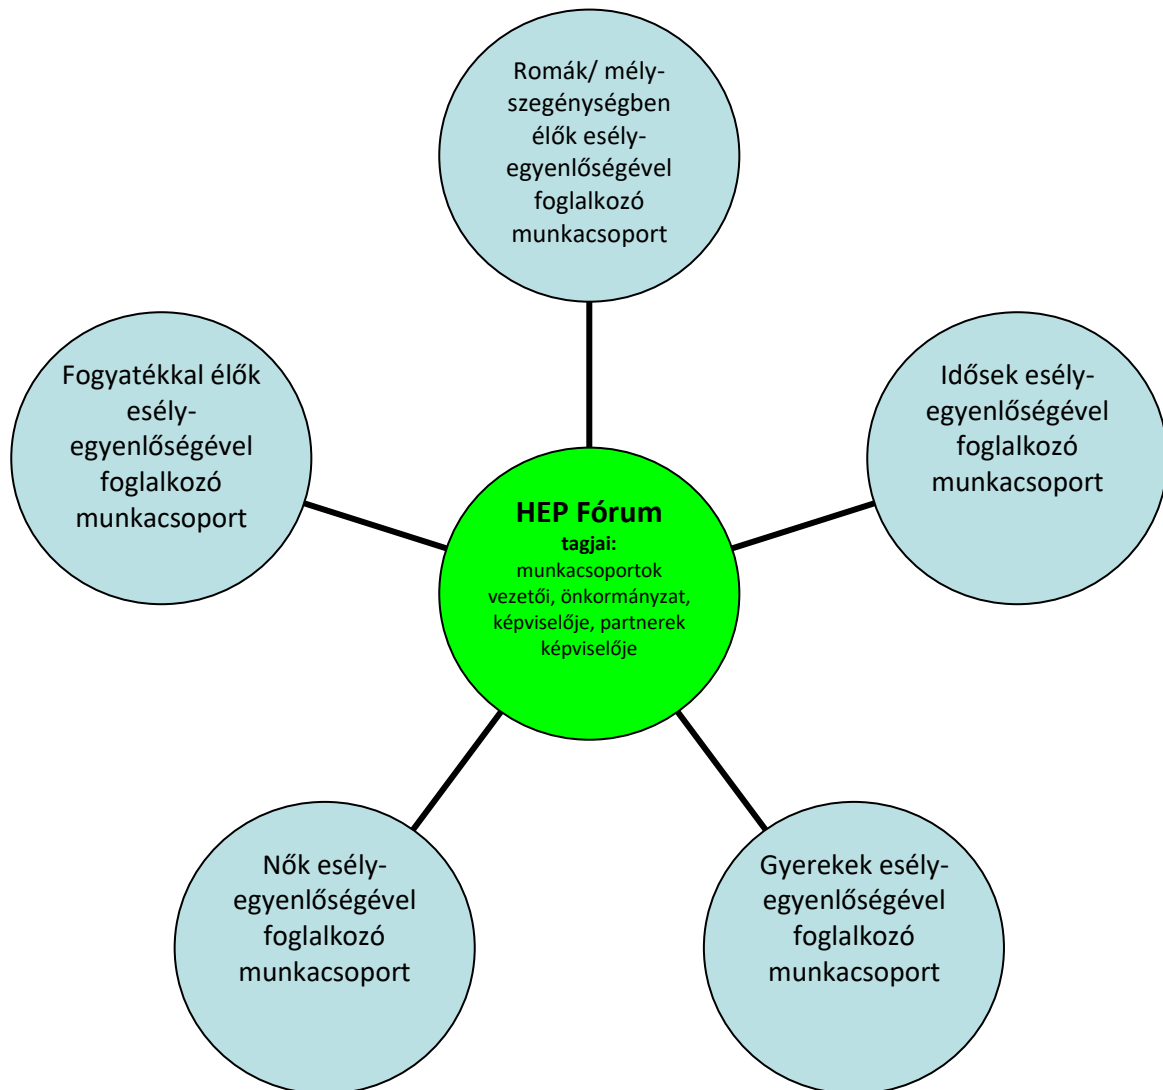 Romák/ mély-
szegénységben
élők esély-
egyenlőségével
foglalkozó
munkacsoport
Fogyatékkal élők
esély-
egyenlőségével
foglalkozó
munkacsoport
Idősek esély-
egyenlőségével
foglalkozó
munkacsoport
HEP Fórum
tagjai:
munkacsoportok
vezetői, önkormányzat,
képviselője, partnerek
képviselője
Nők esély-
egyenlőségével
foglalkozó
munkacsoport
Gyerekek esély-
egyenlőségével
foglalkozó
munkacsoport